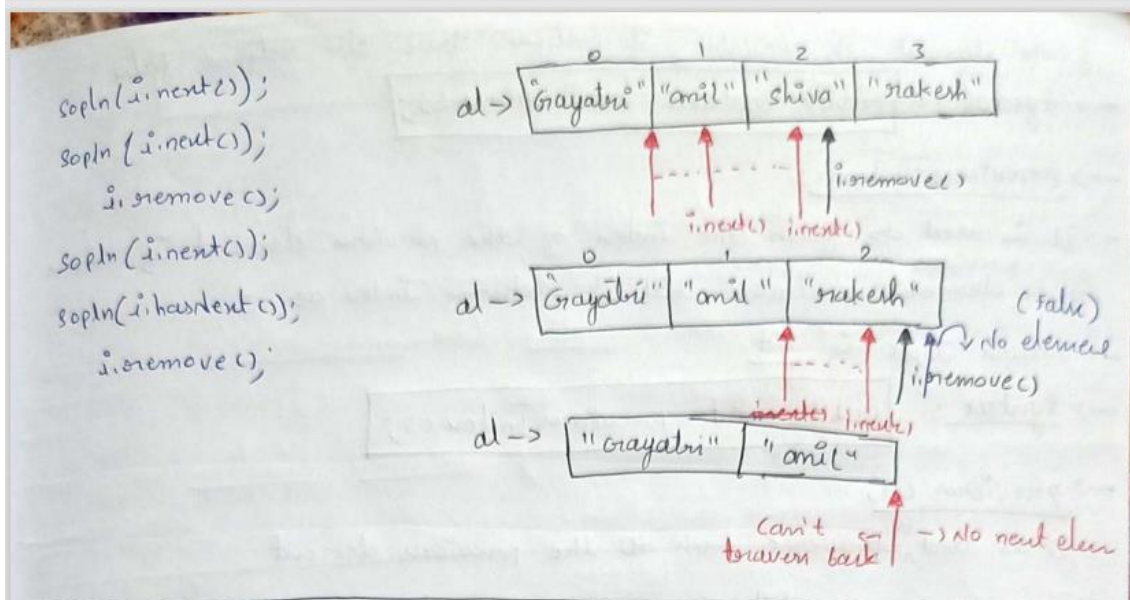 sopln(i.next());
sopln(i.next());
i.remove();
sopln(i.next());
sopln(i.hasNext());
i.remove();
0 1 2 3
al -> "Gayatri" "anil" "shiva" "rakesh"
i.remove()
i.next() i.next()
0 1 2
al -> "Gayatri" "anil" "rakesh"
(false)
No element
i.remove()
i.next() i.next()
al -> "Gayatri" "anil"
can't <- -> No next elem
travers back